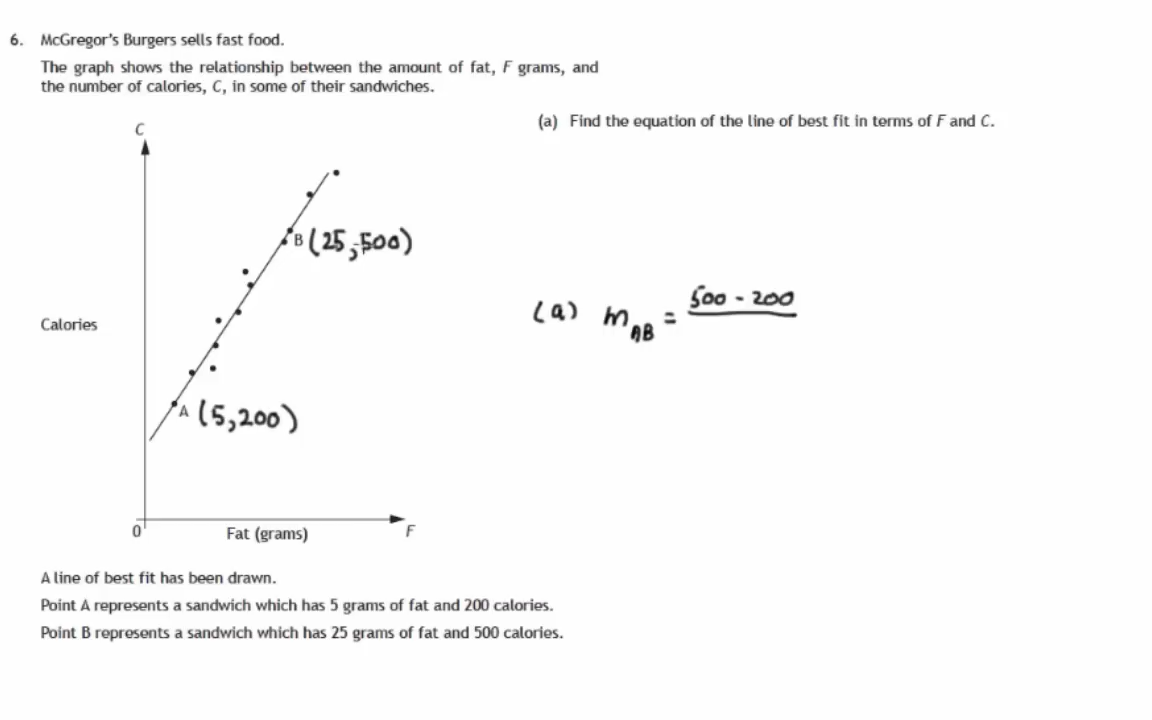 6. McGregor's Burgers sells fast food.
The graph shows the relationship between the amount of fat, F grams, and
the number of calories, C, in some of their sandwiches.
(a) Find the equation of the line of best fit in terms of F and C.
C
B (25,500)
(a) m AB = 500 - 200
Calories
A (5,200)
0
Fat (grams)
F
A line of best fit has been drawn.
Point A represents a sandwich which has 5 grams of fat and 200 calories.
Point B represents a sandwich which has 25 grams of fat and 500 calories.